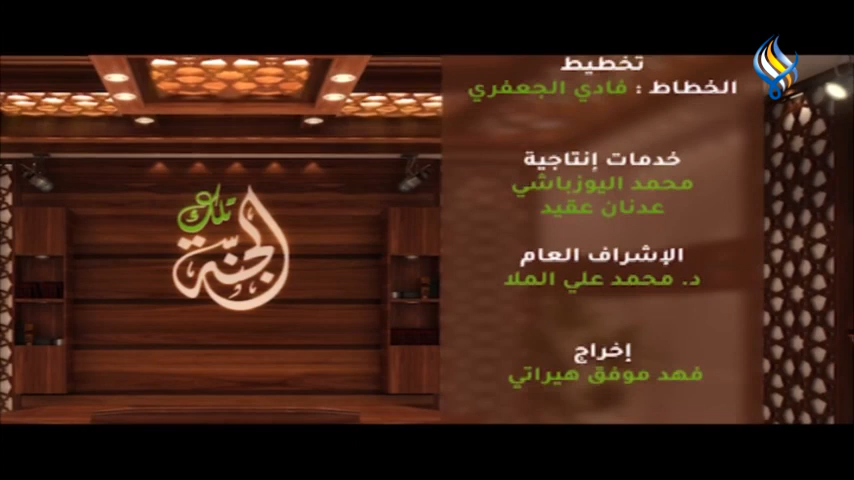 تخطيط
الخطاط : فادي الجعفري
خدمات إنتاجية
محمد اليوزباشي
عدنان عقيد
الإشراف العام
د. محمد علي الملا
إخراج
فهد موفق هيراتي
تلك
الجنة